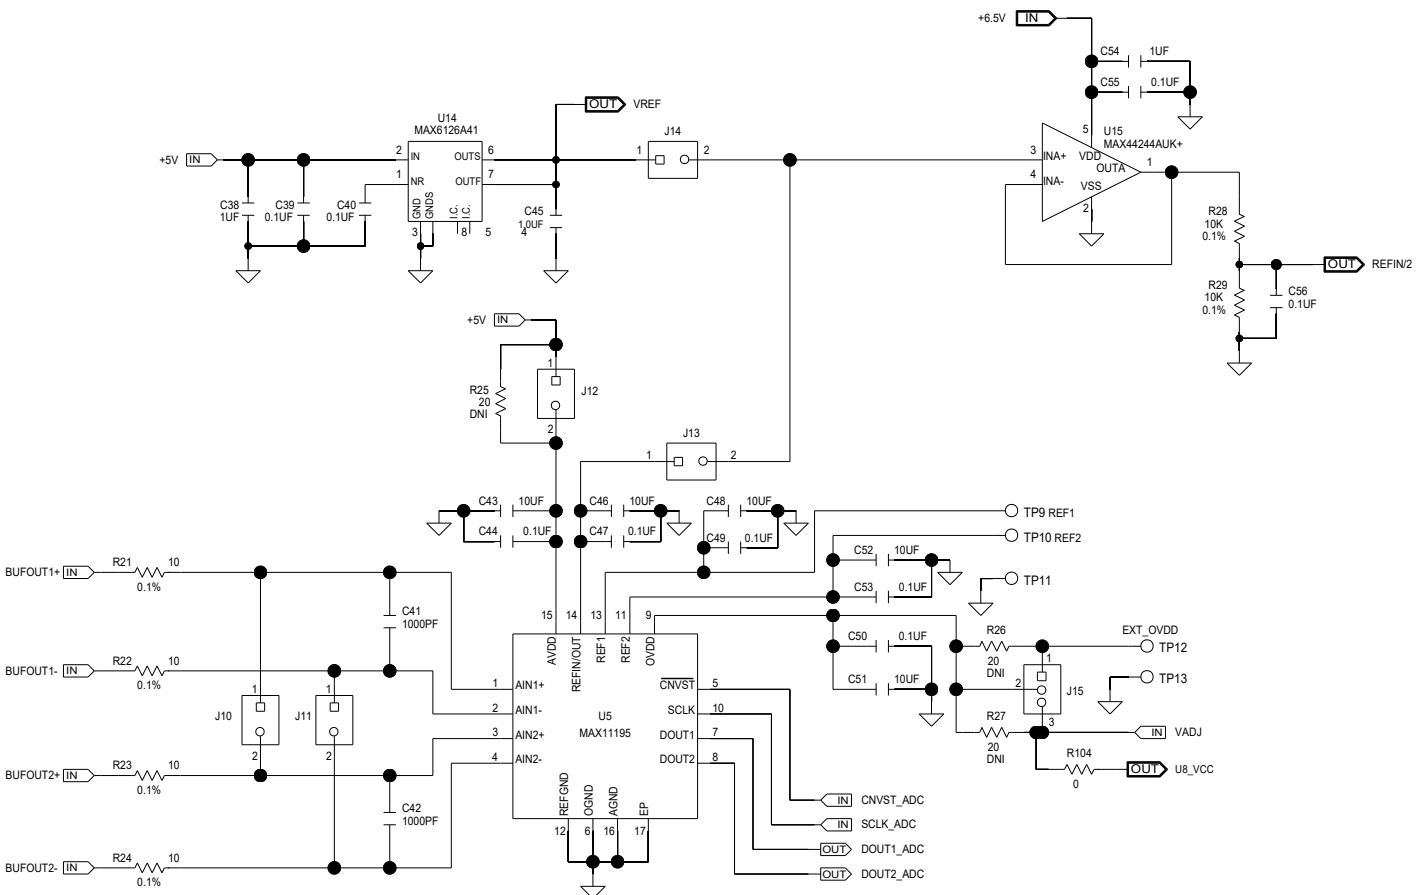 +6.5V IN
C54 1UF
C55 0.1UF
OUT VREF
U14
MAX6126A41
+5V IN
2 IN OUTS 6
1 NR OUTF 7
GND GNDS I.C. I.C.
3 8 5 4
C38
1UF
C39
0.1UF
C40
0.1UF
C45
1.0UF
J14
1 2
5
U15
MAX44244AUK+
3 INA+ VDD
4 INA- OUTA 1
VSS
2
R28
10K
0.1%
OUT REFIN/2
R29
10K
0.1%
C56
0.1UF
+5V IN
R25
20
DNI
1
J12
2
J13
1 2
C43 10UF
C44 0.1UF
C46 10UF
C47 0.1UF
C48 10UF
C49 0.1UF
TP9 REF1
TP10 REF2
C52 10UF
C53 0.1UF
TP11
BUFOUT1+ IN R21 10
0.1%
C41
1000PF
BUFOUT1- IN R22 10
0.1%
15 14 13 11 9
AVDD REFIN/OUT REF1 REF2 OVDD
C50 0.1UF
C51 10UF
R26
20
DNI
EXT_OVDD
TP12
TP13
1
2 J15
3
R27
20
DNI
IN VADJ
R104
0
OUT U8_VCC
1 AIN1+
2 AIN1-
3 AIN2+
4 AIN2-
U5
MAX11195
CNVST 5
SCLK 10
DOUT1 7
DOUT2 8
1
J10
2
1
J11
2
BUFOUT2+ IN R23 10
0.1%
C42
1000PF
BUFOUT2- IN R24 10
0.1%
REFGND OGND AGND EP
12 6 16 17
IN CNVST_ADC
IN SCLK_ADC
OUT DOUT1_ADC
OUT DOUT2_ADC